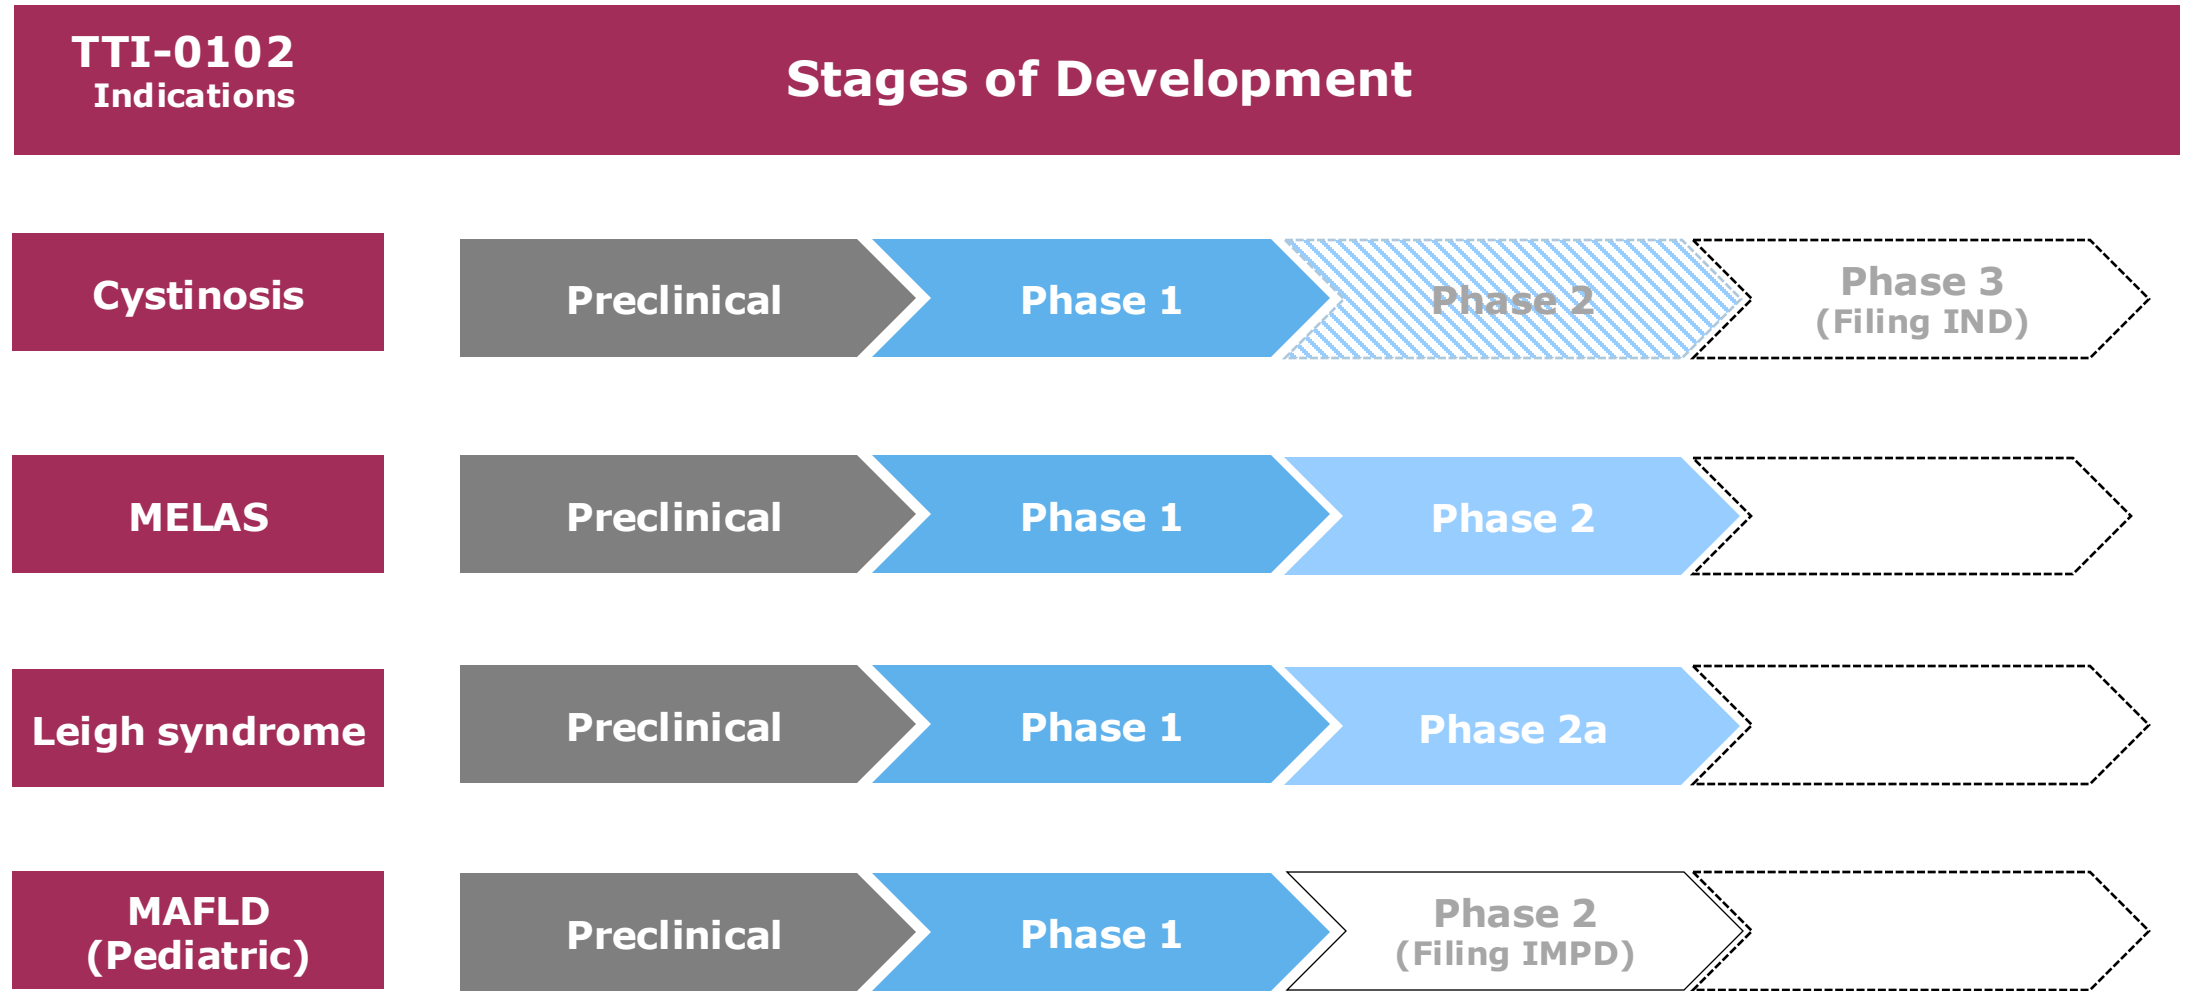 TTI-0102
Indications
Stages of Development
Cystinosis
Preclinical
Phase 1
Phase 2
Phase 3
(Filing IND)
MELAS
Preclinical
Phase 1
Phase 2
Leigh syndrome
Preclinical
Phase 1
Phase 2a
MAFLD
(Pediatric)
Preclinical
Phase 1
Phase 2
(Filing IMPD)